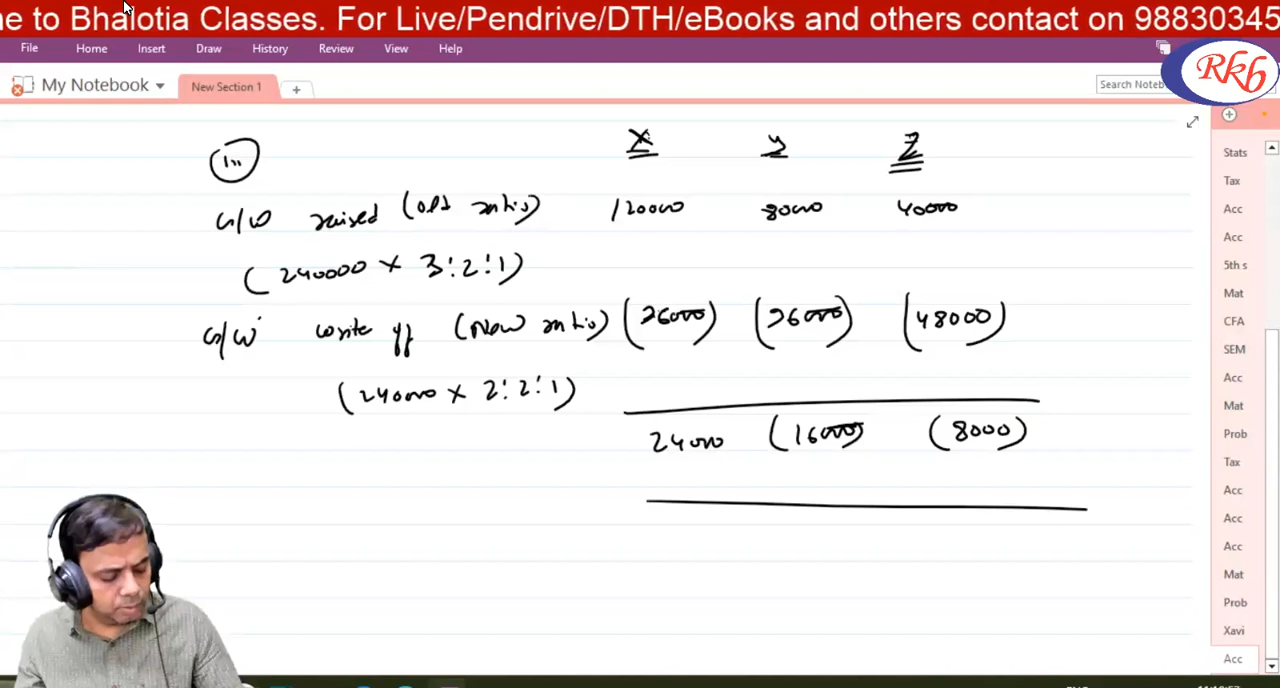 e to Bhalotia Classes. For Live/Pendrive/DTH/eBooks and others contact on 98830345
File Home Insert Draw History Review View Help
Rkb
My Notebook New Section 1 + Search Noteb
X Y Z
G/W raised (old ratio) 120000 80000 40000
(240000 × 3:2:1)
G/W write off (New ratio) (96000) (96000) (48000)
(240000 × 2:2:1)
24000 (16000) (8000)
Stats
Tax
Acc
Acc
5th s
Mat
CFA
SEM
Acc
Mat
Prob
Tax
Acc
Acc
Acc
Mat
Prob
Xavi
Acc